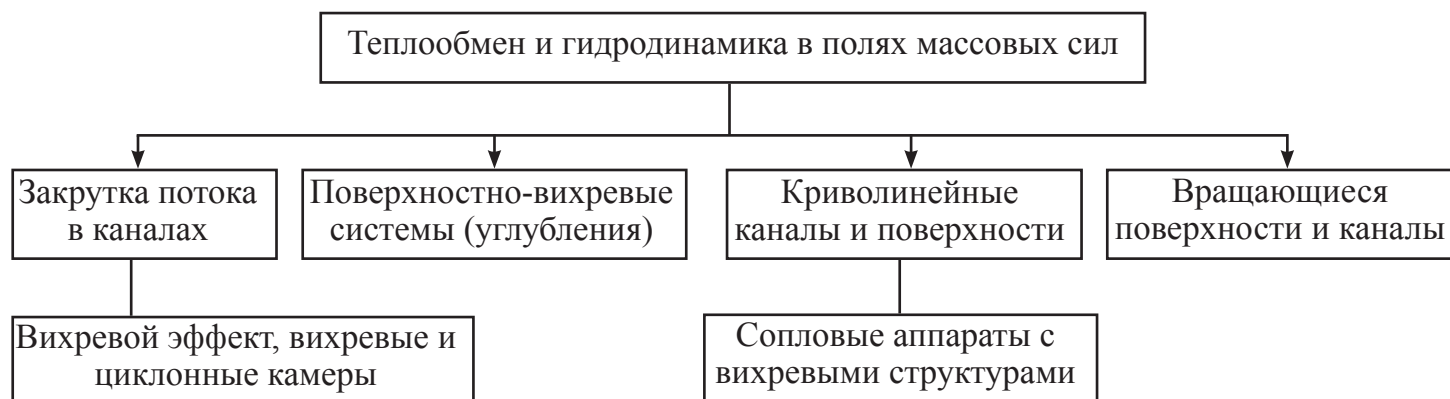 Теплообмен и гидродинамика в полях массовых сил
Закрутка потока
в каналах
Поверхностно-вихревые
системы (углубления)
Криволинейные
каналы и поверхности
Вращающиеся
поверхности и каналы
Вихревой эффект, вихревые и
циклонные камеры
Сопловые аппараты с
вихревыми структурами